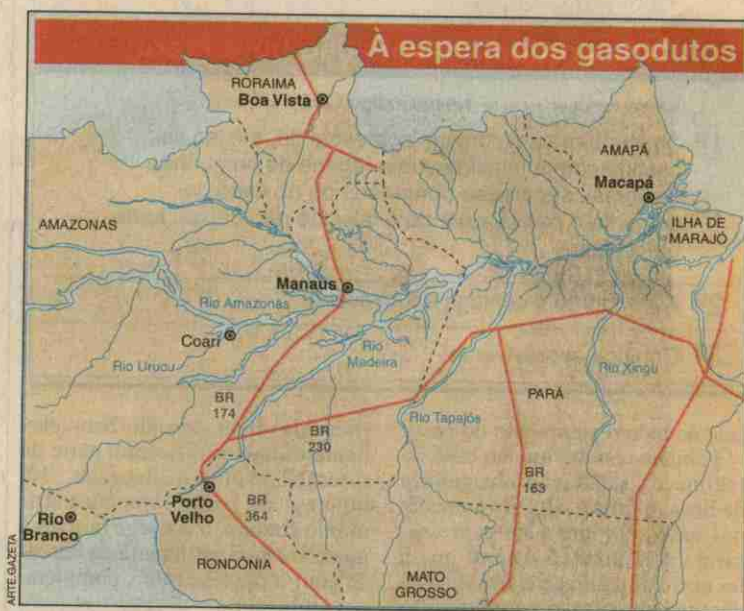 À espera dos gasodutos
RORAIMA
Boa Vista
AMAPÁ
Macapá
AMAZONAS
ILHA DE
MARAJÓ
Manaus
Rio Amazonas
Coari
Rio Urucu
Rio
Madeira
Rio Xingu
PARÁ
BR
174
Rio Tapajós
BR
230
BR
163
Porto
Velho
BR
364
Rio
Branco
RONDÔNIA
MATO
GROSSO
ARTE.GAZETA